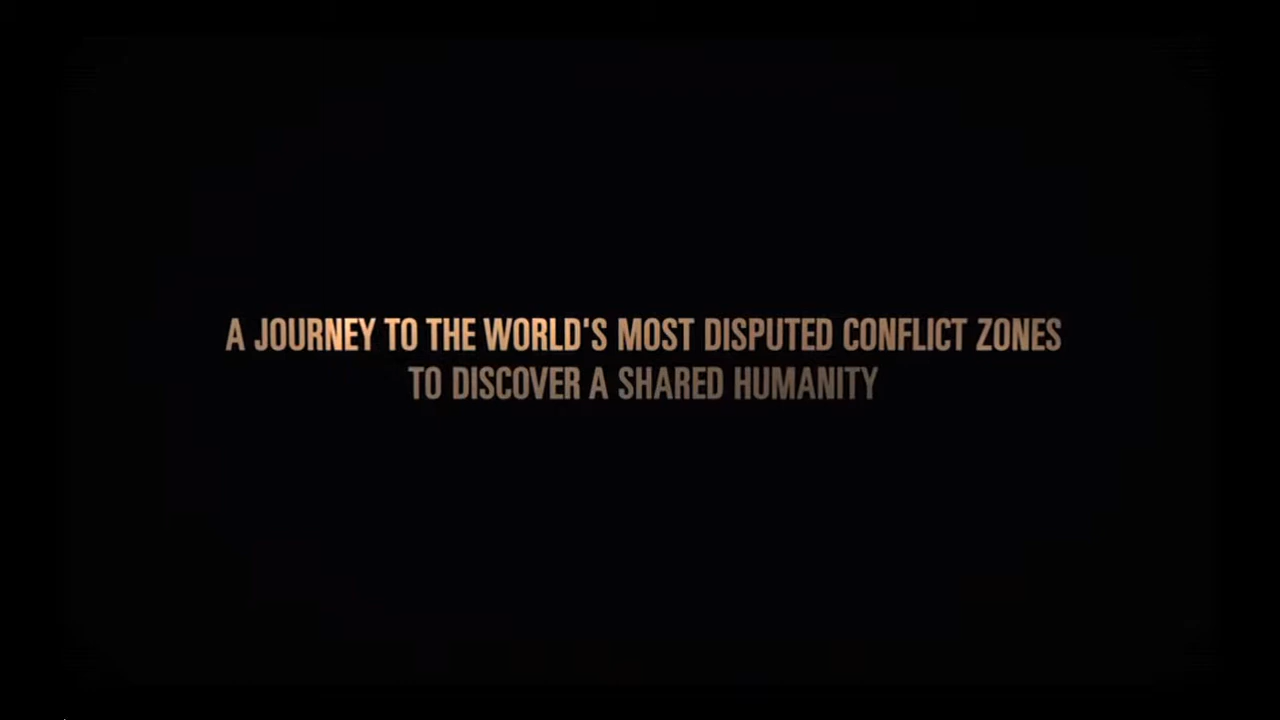 A JOURNEY TO THE WORLD'S MOST DISPUTED CONFLICT ZONES
TO DISCOVER A SHARED HUMANITY